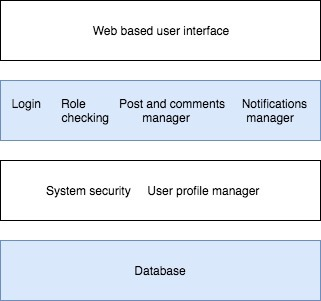 Web based user interface
Login Role checking Post and comments manager Notifications manager
System security User profile manager
Database